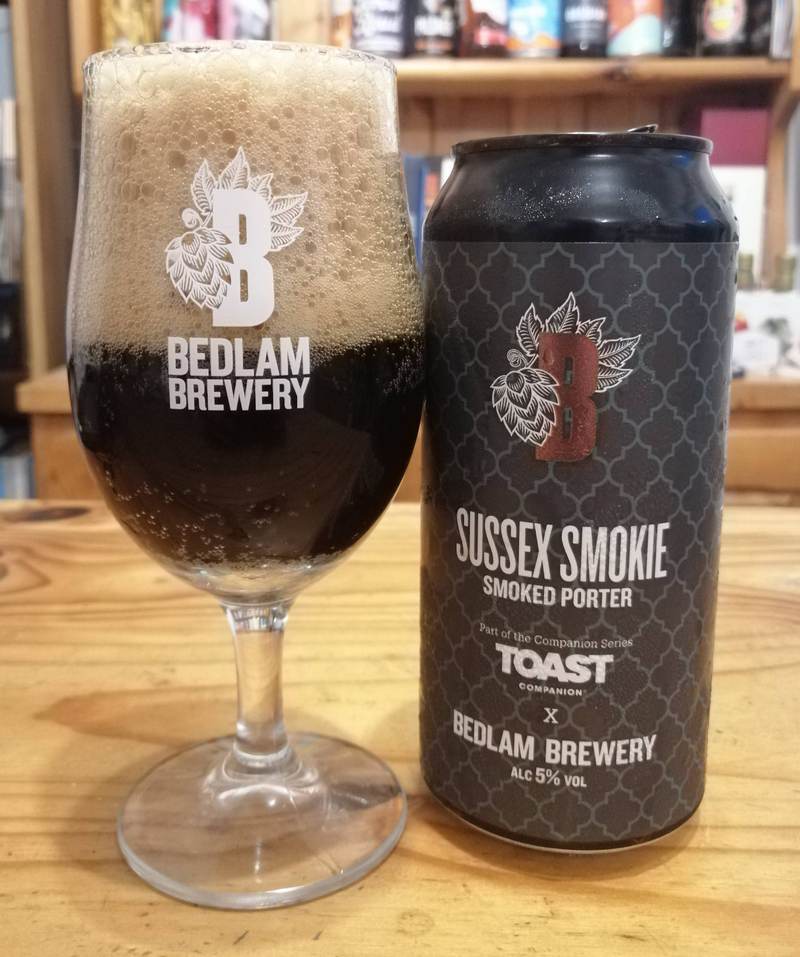 B
BEDLAM
BREWERY
B
SUSSEX SMOKIE
SMOKED PORTER
Part of the Companion Series
TOAST
COMPANION
X
BEDLAM BREWERY
ALC 5% VOL